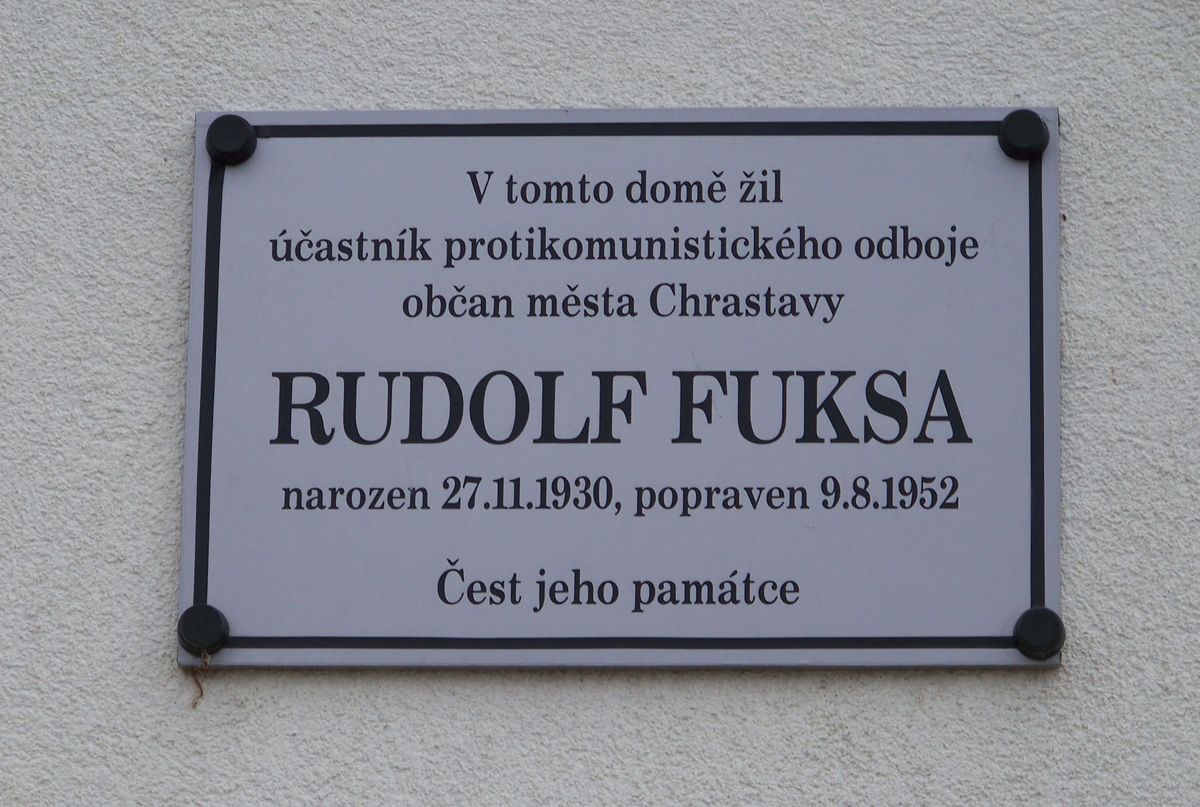 V tomto domě žil
účastník protikomunistického odboje
občan města Chrastavy
RUDOLF FUKSA
narozen 27.11.1930, popraven 9.8.1952
Čest jeho památce